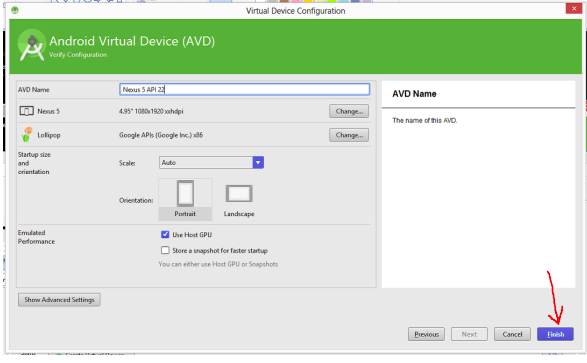 Virtual Device Configuration
Android Virtual Device (AVD)
Verify Configuration
AVD Name
Nexus 5 API 22
Nexus 5
4.95" 1080x1920 xxhdpi
Change...
Lollipop
Google APIs (Google Inc.) x86
Change...
Startup size
and
orientation
Scale:
Auto
Orientation:
Portrait
Landscape
Emulated
Performance
Use Host GPU
Store a snapshot for faster startup
You can either use Host GPU or Snapshots
Show Advanced Settings
AVD Name
The name of this AVD.
Previous
Next
Cancel
Finish